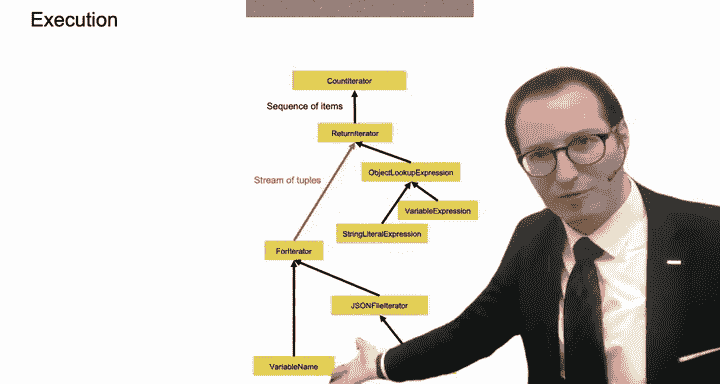 Execution
CountIterator
Sequence of items
ReturnIterator
ObjectLookupExpression
Stream of tuples
VariableExpression
StringLiteralExpression
ForIterator
JSONFileIterator
VariableName